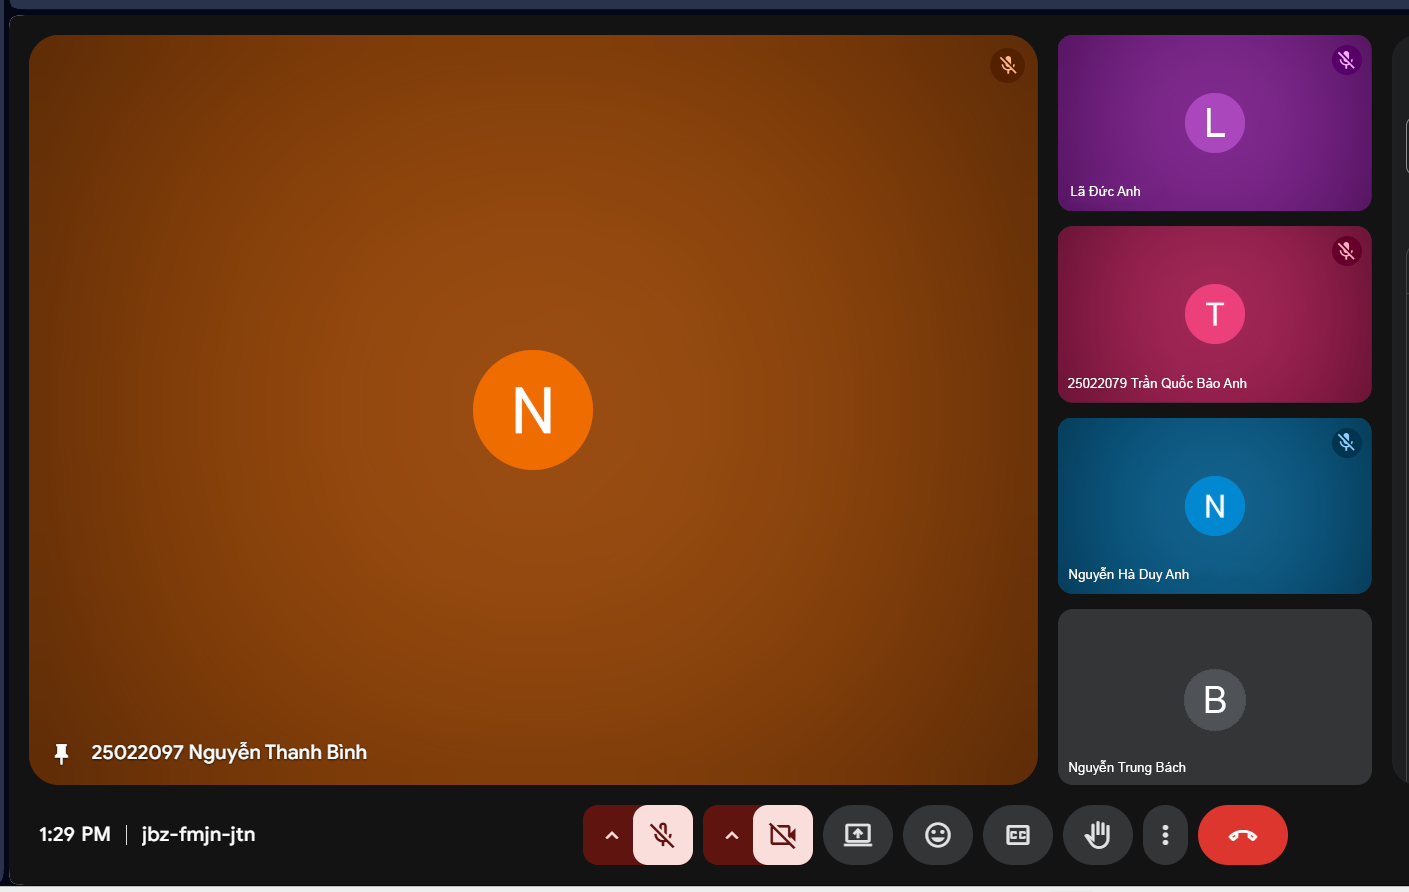 N
25022097 Nguyễn Thanh Bình
L
Lã Đức Anh
T
25022079 Trần Quốc Bảo Anh
N
Nguyễn Hà Duy Anh
B
Nguyễn Trung Bách
1:29 PM | jbz-fmjn-jtn
CC